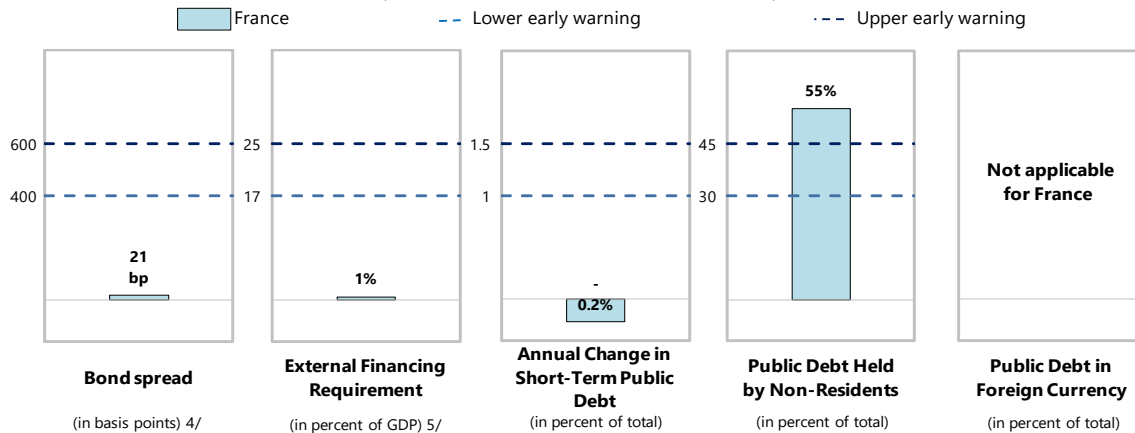 France
Lower early warning
Upper early warning
600
400
21
bp
25
17
1%
1.5
1
-
0.2%
45
30
55%
Not applicable
for France
Bond spread
(in basis points) 4/
External Financing
Requirement
(in percent of GDP) 5/
Annual Change in
Short-Term Public
Debt
(in percent of total)
Public Debt Held
by Non-Residents
(in percent of total)
Public Debt in
Foreign Currency
(in percent of total)